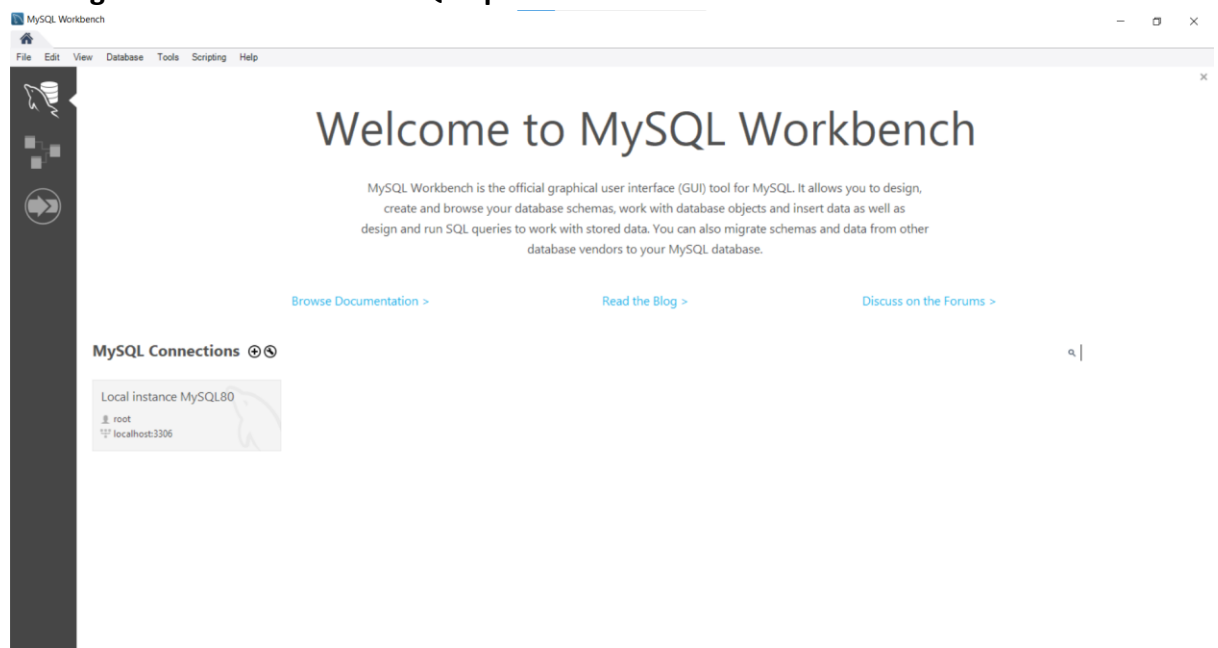 MySQL Workbench
File Edit View Database Tools Scripting Help
Welcome to MySQL Workbench
MySQL Workbench is the official graphical user interface (GUI) tool for MySQL. It allows you to design,
create and browse your database schemas, work with database objects and insert data as well as
design and run SQL queries to work with stored data. You can also migrate schemas and data from other
database vendors to your MySQL database.
Browse Documentation > Read the Blog > Discuss on the Forums >
MySQL Connections
Local instance MySQL80
root
localhost:3306